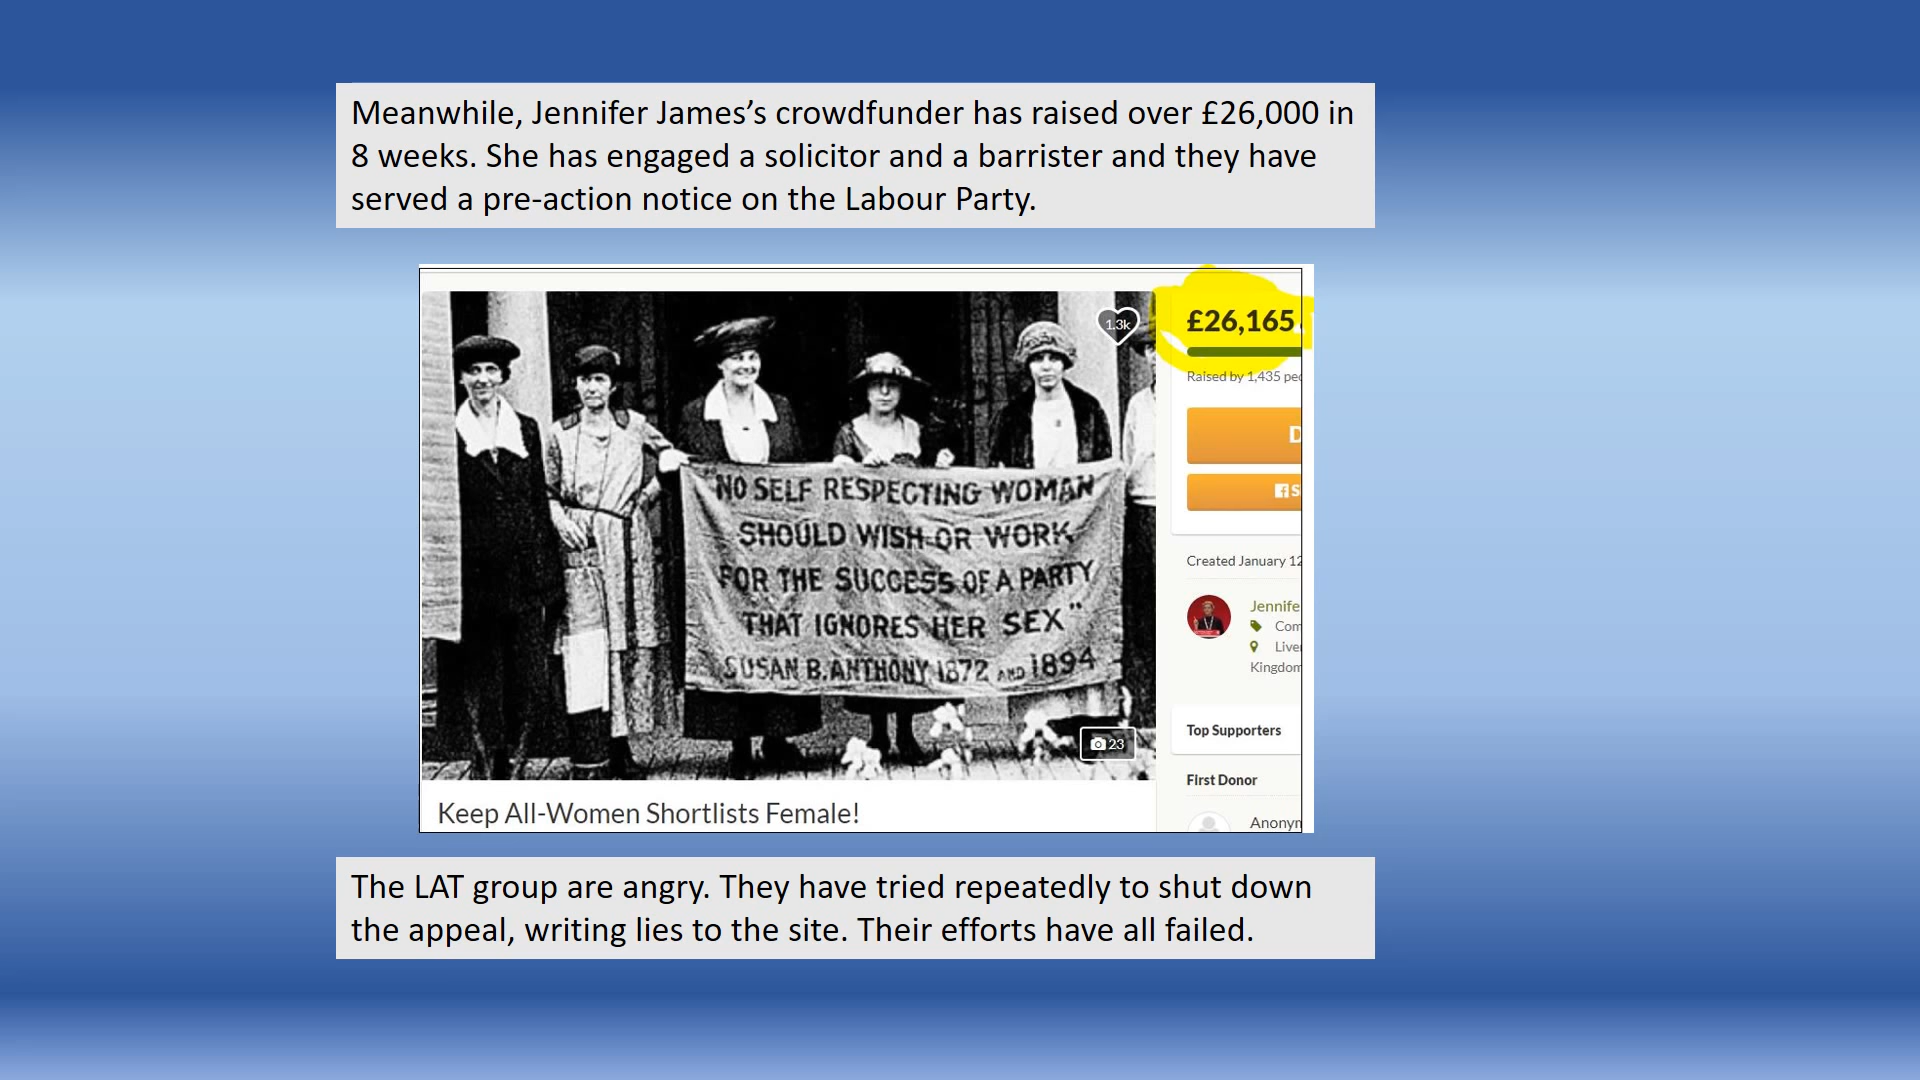 Meanwhile, Jennifer James’s crowdfunder has raised over £26,000 in
8 weeks. She has engaged a solicitor and a barrister and they have
served a pre-action notice on the Labour Party.
1.3k
"NO SELF RESPECTING WOMAN
SHOULD WISH OR WORK
FOR THE SUCCESS OF A PARTY
THAT IGNORES HER SEX"
SUSAN B. ANTHONY, 1872 AND 1894
23
Keep All-Women Shortlists Female!
£26,165
Raised by 1,435
Created January 12
Top Supporters
First Donor
The LAT group are angry. They have tried repeatedly to shut down
the appeal, writing lies to the site. Their efforts have all failed.